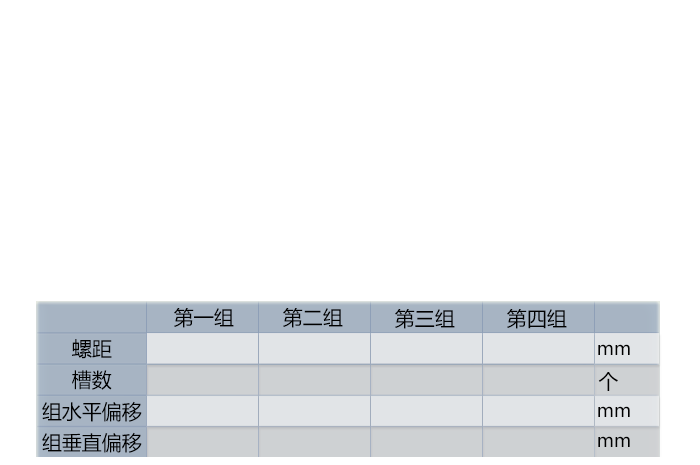 第一组 第二组 第三组 第四组
螺距 mm
槽数 个
组水平偏移 mm
组垂直偏移 mm